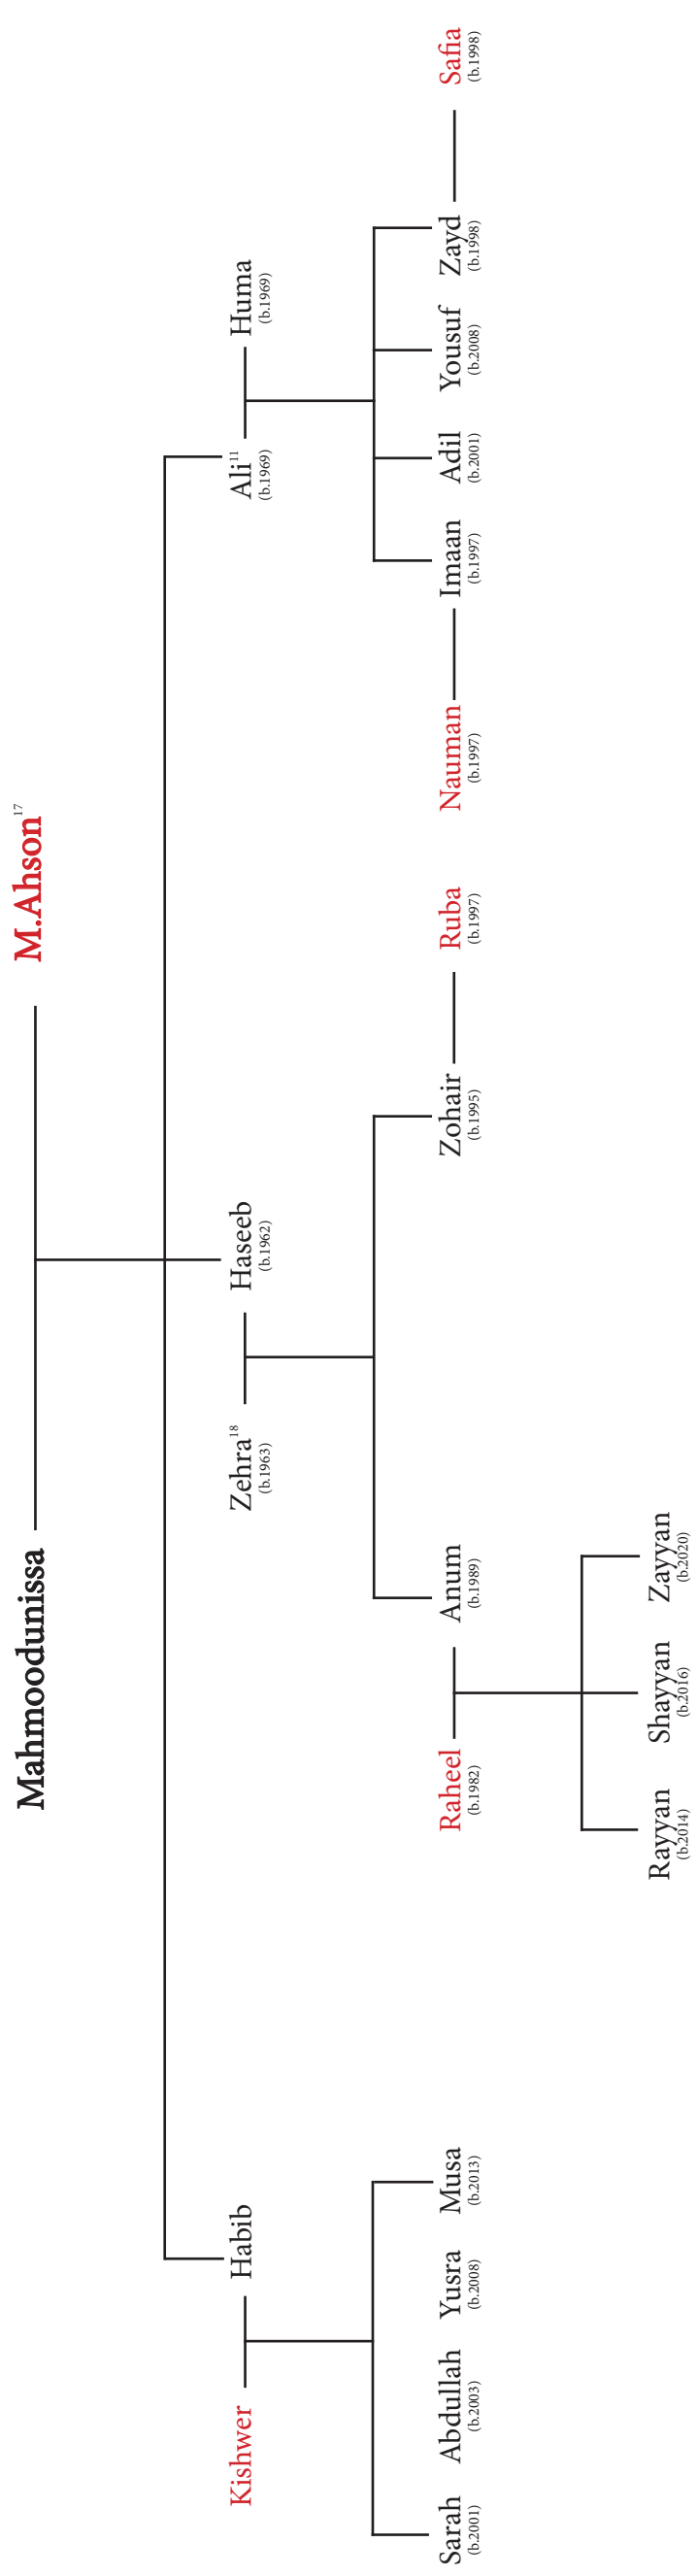 Mahmoodunissa
M.Ahson17
Kishwer
Habib
Zehra18
(b.1963)
Haseeb
(b.1962)
Ali11
(b.1969)
Huma
(b.1969)
Sarah
(b.2001)
Abdullah
(b.2003)
Yusra
(b.2008)
Musa
(b.2013)
Raheel
(b.1982)
Anum
(b.1989)
Zohair
(b.1995)
Ruba
(b.1997)
Nauman
(b.1997)
Imaan
(b.1997)
Adil
(b.2001)
Yousuf
(b.2008)
Zayd
(b.1998)
Safia
(b.1998)
Rayyan
(b.2014)
Shayyan
(b.2016)
Zayyan
(b.2020)